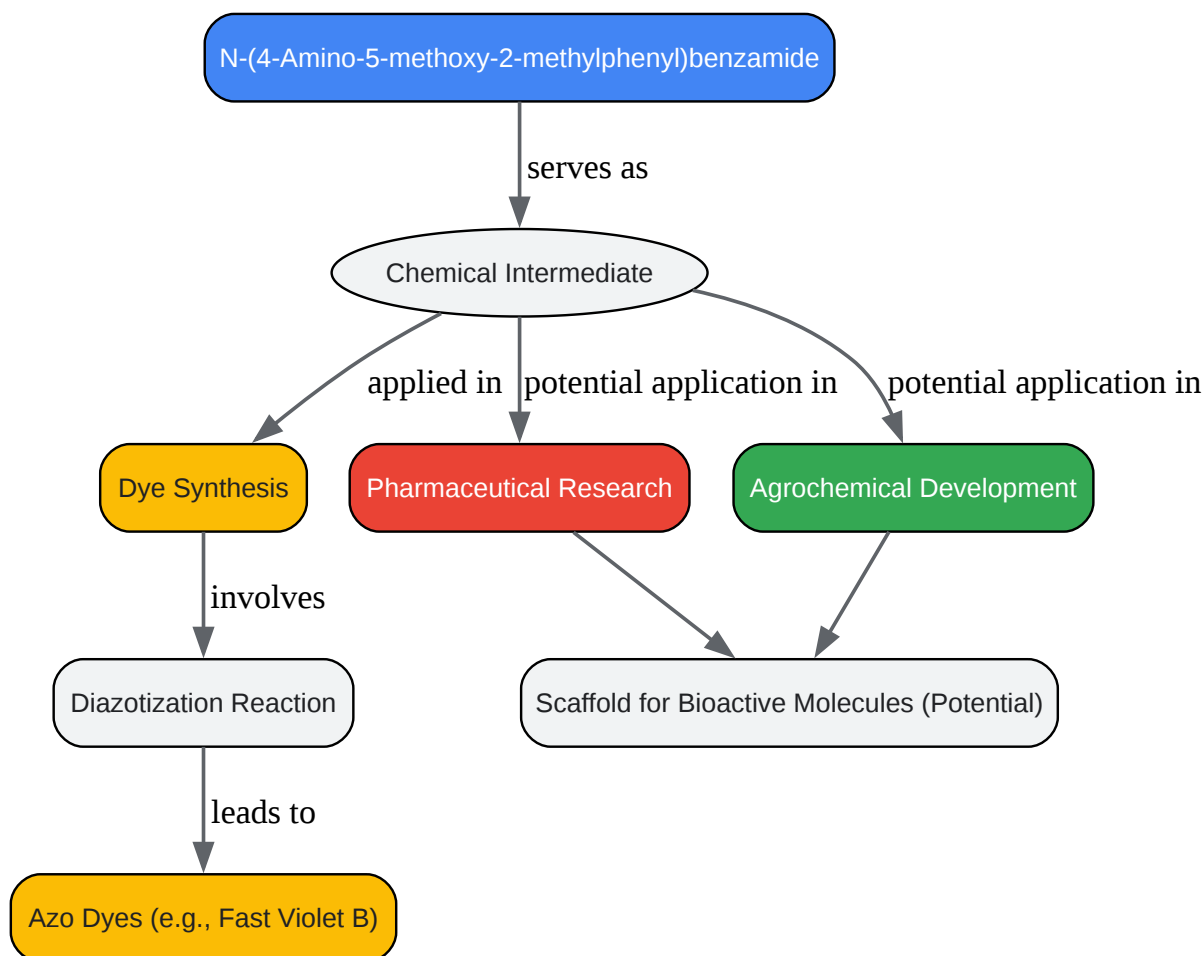 N-(4-Amino-5-methoxy-2-methylphenyl)benzamide
serves as
Chemical Intermediate
applied in
potential application in
potential application in
Dye Synthesis
Pharmaceutical Research
Agrochemical Development
involves
Diazotization Reaction
Scaffold for Bioactive Molecules (Potential)
leads to
Azo Dyes (e.g., Fast Violet B)